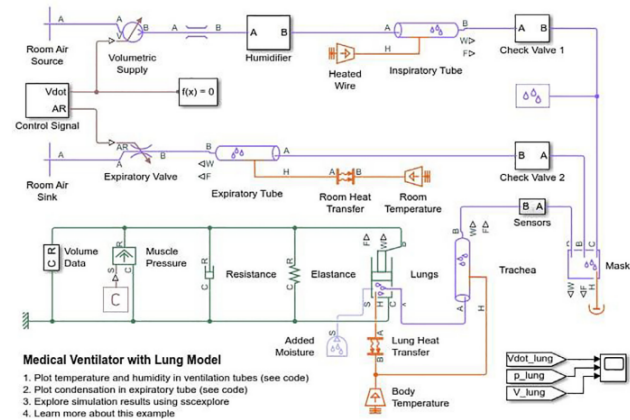 A
A
B
V
A
B
A
B
A
B
A
B
Room Air
Source
Volumetric
Supply
Humidifier
H
W
F
Heated
Wire
Inspiratory Tube
Check Valve 1
Vdot
AR
Control Signal
f(x) = 0
A
AR
A
B
B
A
B
A
Room Air
Sink
Expiratory Valve
W
F
H
A
B
Expiratory Tube
Room Heat
Transfer
Room
Temperature
Check Valve 2
B
A
Sensors
C R
Volume
Data
R
S
C
C
Muscle
Pressure
R
C
Resistance
R
C
Elastance
F
W
R
S
H
C
A
Lungs
B
W
F
A
H
Trachea
B
C
W
F
H
Mask
S
Added
Moisture
A
B
Lung Heat
Transfer
Body
Temperature
Vdot_lung
p_lung
V_lung
Medical Ventilator with Lung Model
1. Plot temperature and humidity in ventilation tubes (see code)
2. Plot condensation in expiratory tube (see code)
3. Explore simulation results using sscexplore
4. Learn more about this example